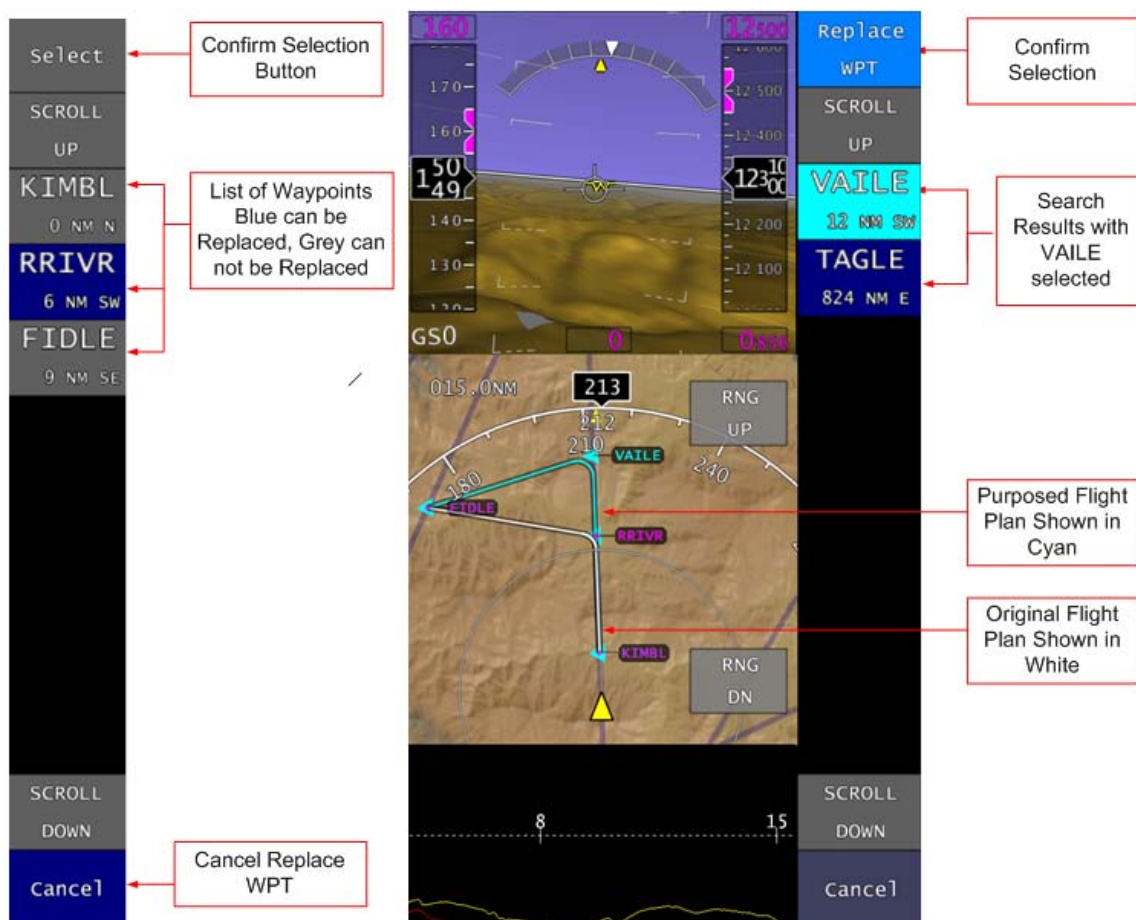 Select
SCROLL
UP
KIMBL
0 NM N
RRIVR
6 NM SW
FIDLE
9 NM SE
SCROLL
DOWN
Cancel
Confirm Selection
Button
List of Waypoints
Blue can be
Replaced, Grey can
not be Replaced
Cancel Replace
WPT
160
170
160
150
49
140
130
GS0
0
12500
12 500
12 400
12300
10
00
12 200
12 100
015.0NM
213
212
210
180
240
RNG
UP
VAILE
FIDLE
RRIVR
KIMBL
RNG
DN
8
15
Replace
WPT
SCROLL
UP
VAILE
12 NM SW
TAGLE
824 NM E
SCROLL
DOWN
Cancel
Confirm
Selection
Search
Results with
VAILE
selected
Purposed Flight
Plan Shown in
Cyan
Original Flight
Plan Shown in
White